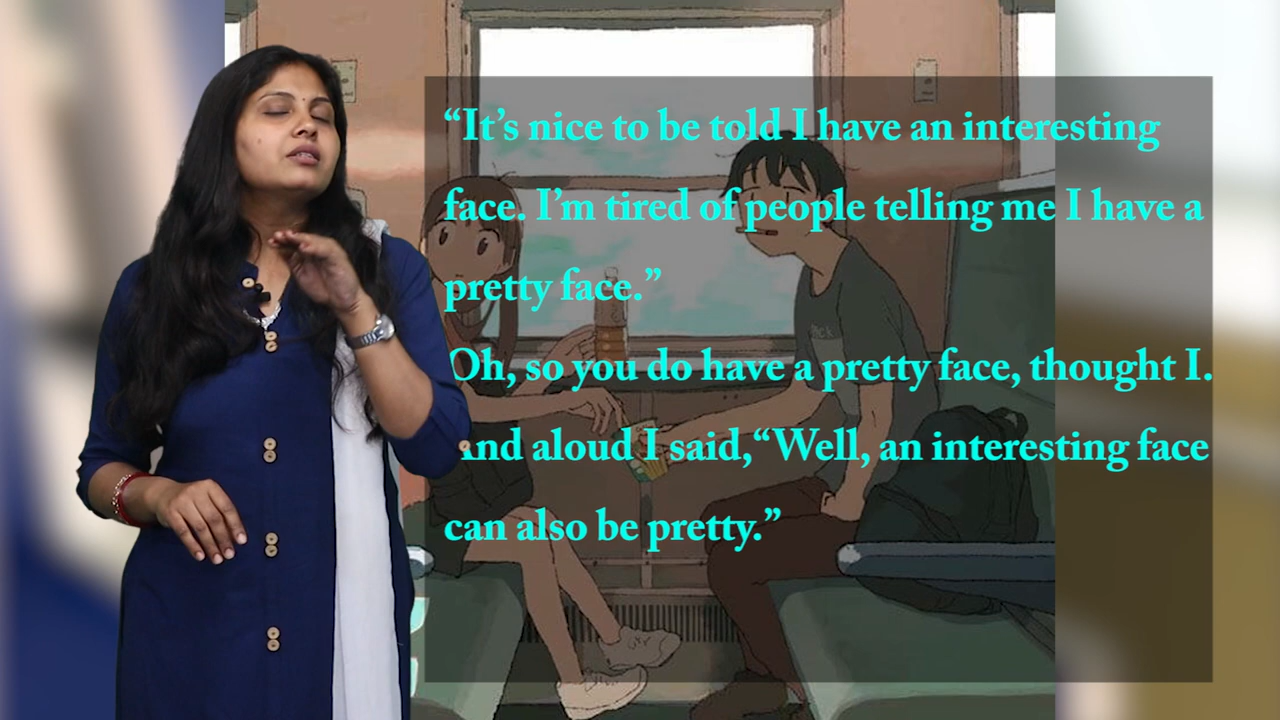 “It’s nice to be told I have an interesting
face. I’m tired of people telling me I have a
pretty face.”
Oh, so you do have a pretty face, thought I.
And aloud I said,“Well, an interesting face
can also be pretty.”